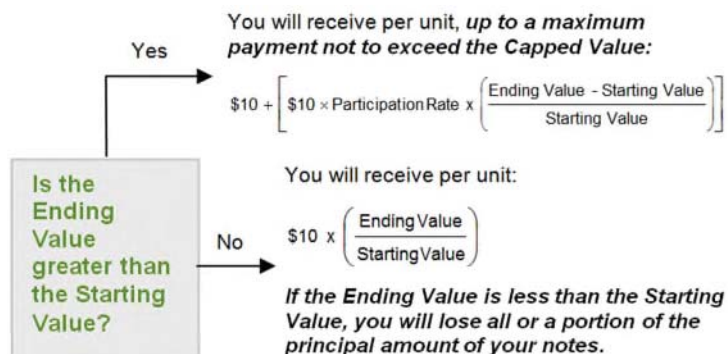 You will receive per unit, up to a maximum
payment not to exceed the Capped Value:
Yes
$10 + [ $10 × Participation Rate x ( Ending Value - Starting Value / Starting Value ) ]
You will receive per unit:
Is the
Ending
Value
greater than
the Starting
Value?
No
$10 x ( Ending Value / Starting Value )
If the Ending Value is less than the Starting
Value, you will lose all or a portion of the
principal amount of your notes.